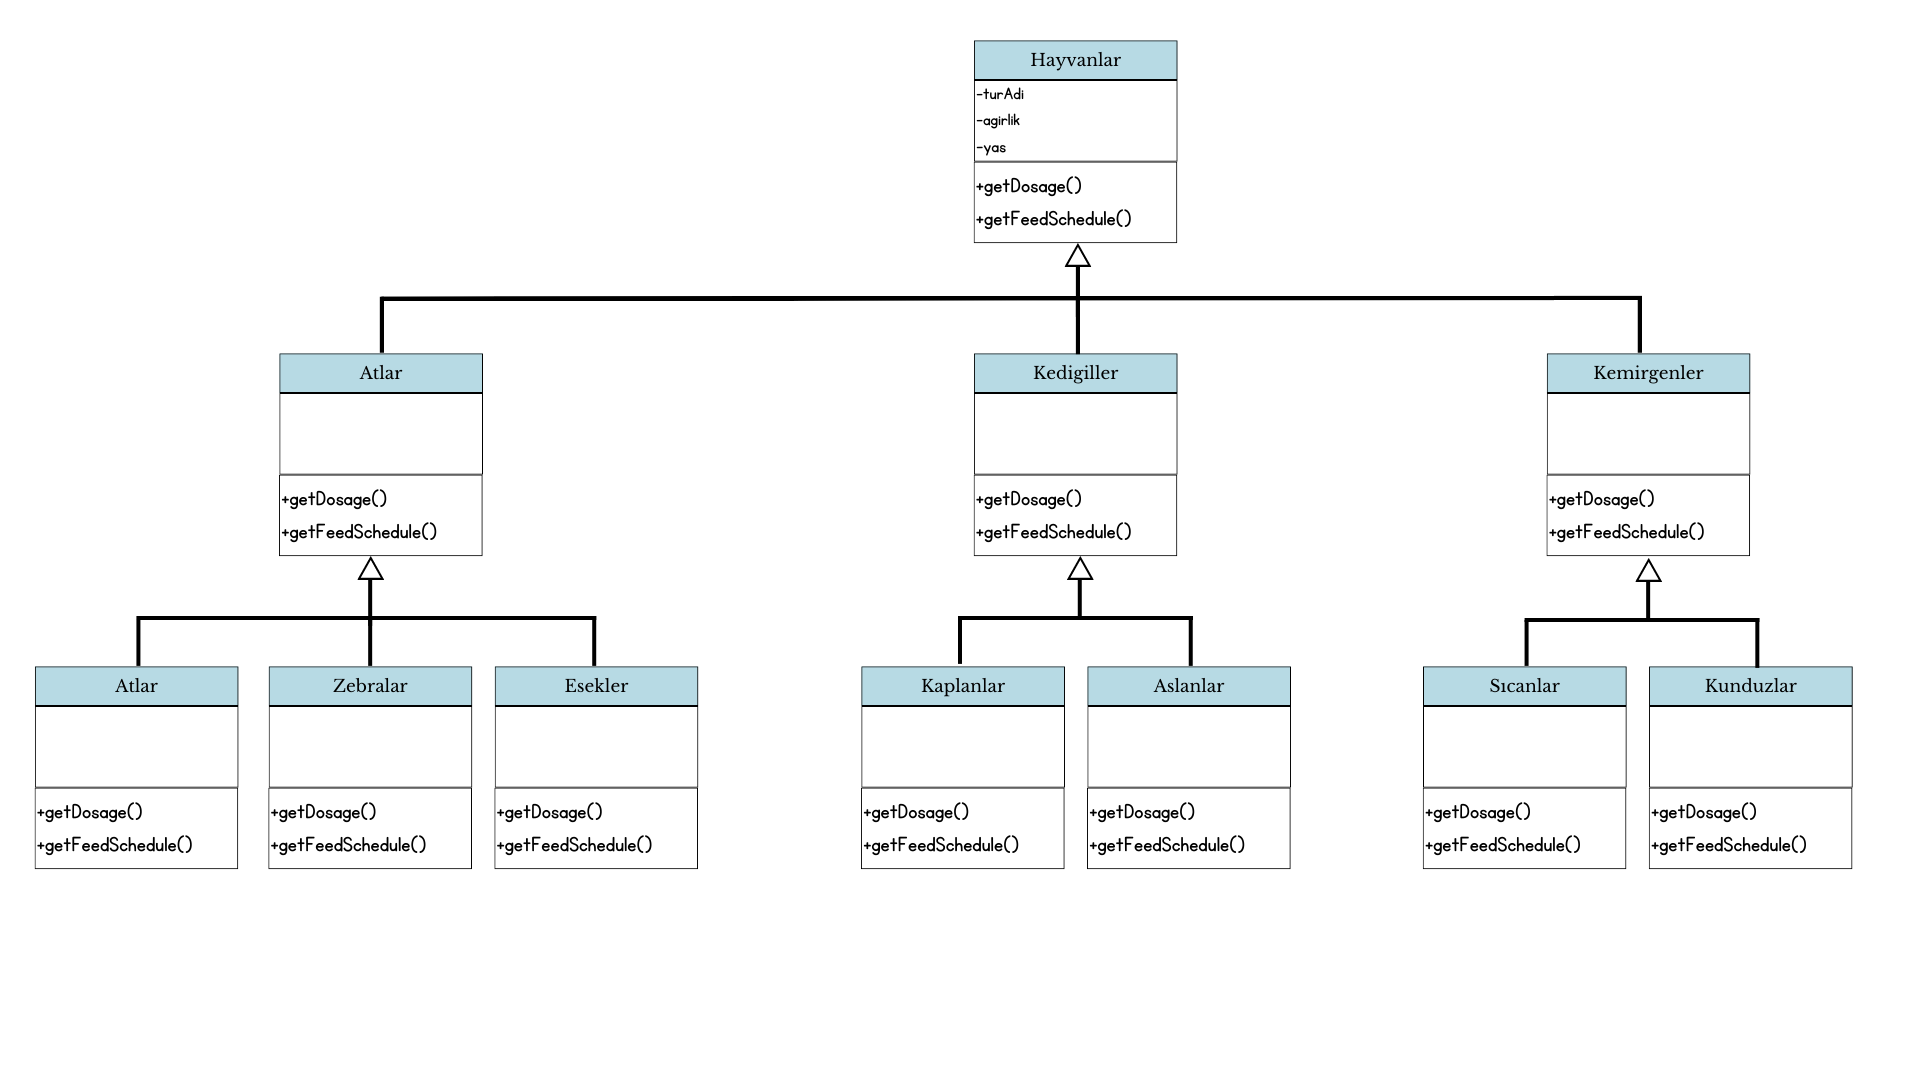 Hayvanlar
-turAdi
-agirlik
-yas
+getDosage()
+getFeedSchedule()
Atlar
+getDosage()
+getFeedSchedule()
Kedigiller
+getDosage()
+getFeedSchedule()
Kemirgenler
+getDosage()
+getFeedSchedule()
Atlar
+getDosage()
+getFeedSchedule()
Zebralar
+getDosage()
+getFeedSchedule()
Esekler
+getDosage()
+getFeedSchedule()
Kaplanlar
+getDosage()
+getFeedSchedule()
Aslanlar
+getDosage()
+getFeedSchedule()
Sıcanlar
+getDosage()
+getFeedSchedule()
Kunduzlar
+getDosage()
+getFeedSchedule()